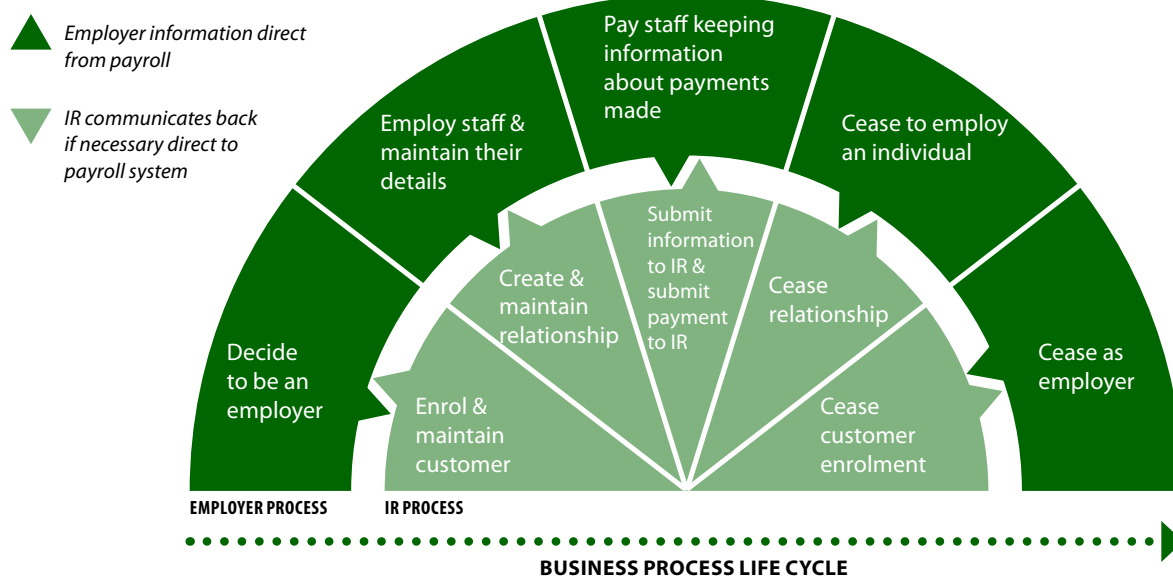 Employer information direct
from payroll
IR communicates back
if necessary direct to
payroll system
Decide
to be an
employer
Employ staff &
maintain their
details
Pay staff keeping
information
about payments
made
Cease to employ
an individual
Cease as
employer
Enrol &
maintain
customer
Create &
maintain
relationship
Submit
information
to IR &
submit
payment
to IR
Cease
relationship
Cease
customer
enrolment
EMPLOYER PROCESS
IR PROCESS
BUSINESS PROCESS LIFE CYCLE